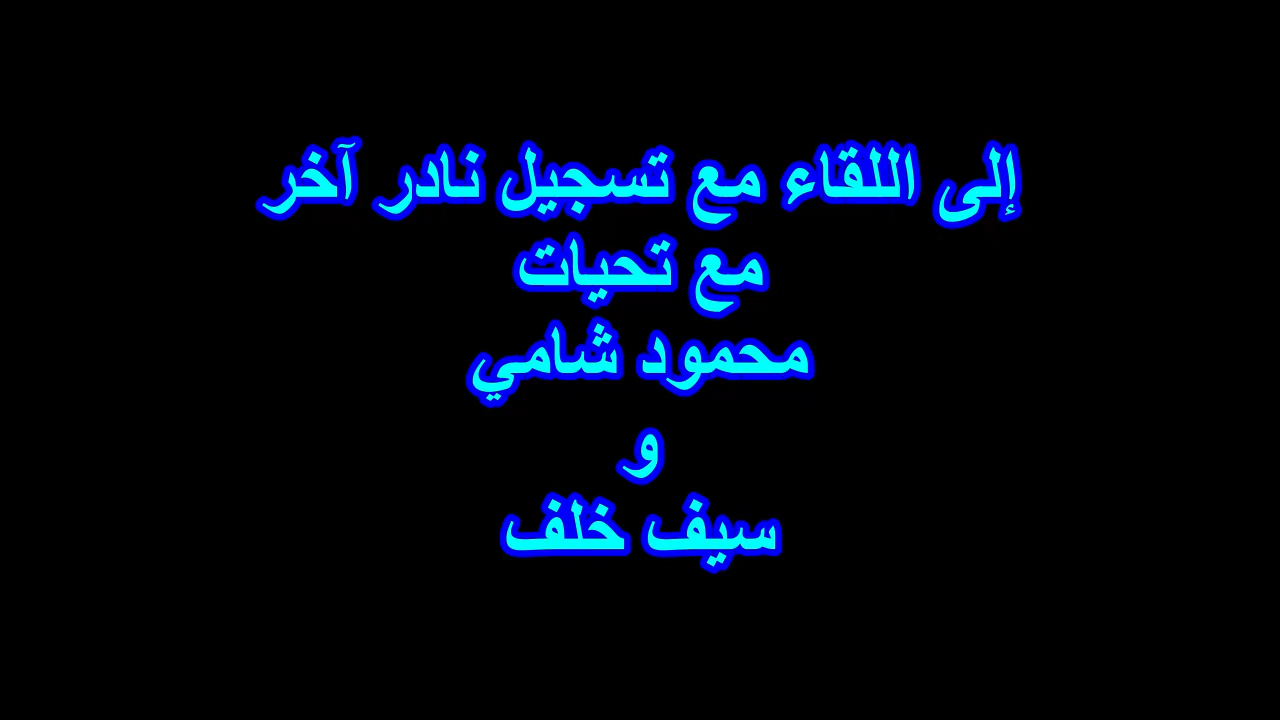 إلى اللقاء مع تسجيل نادر آخر
مع تحيات
محمود شامي
و
سيف خلف